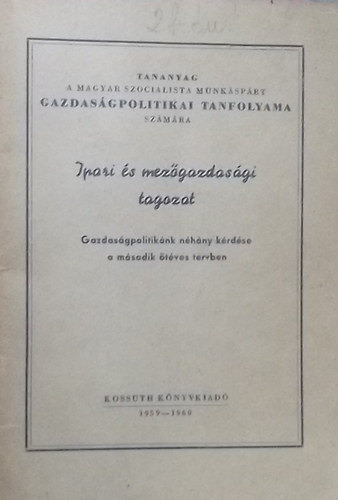 TANANYAG
A MAGYAR SZOCIALISTA MUNKÁSPÁRT
GAZDASÁGPOLITIKAI TANFOLYAMA
SZÁMÁRA
Ipari és mezőgazdasági
tagozat
Gazdaságpolitikánk néhány kérdése
a második ötéves tervben
KOSSUTH KÖNYVKIADÓ
1959—1960